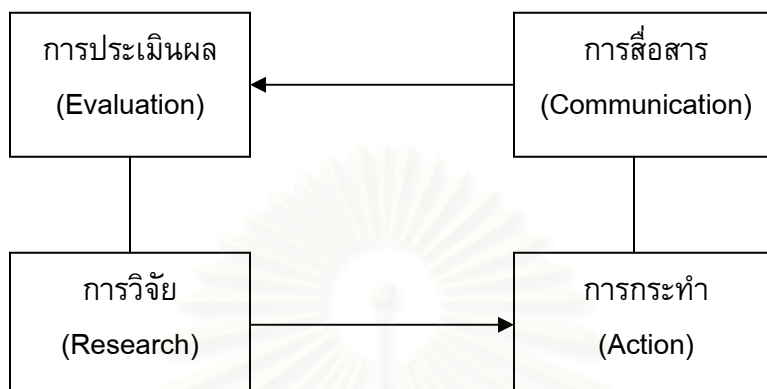 การประเมินผล
(Evaluation)
การสื่อสาร
(Communication)
การวิจัย
(Research)
การกระทำ
(Action)